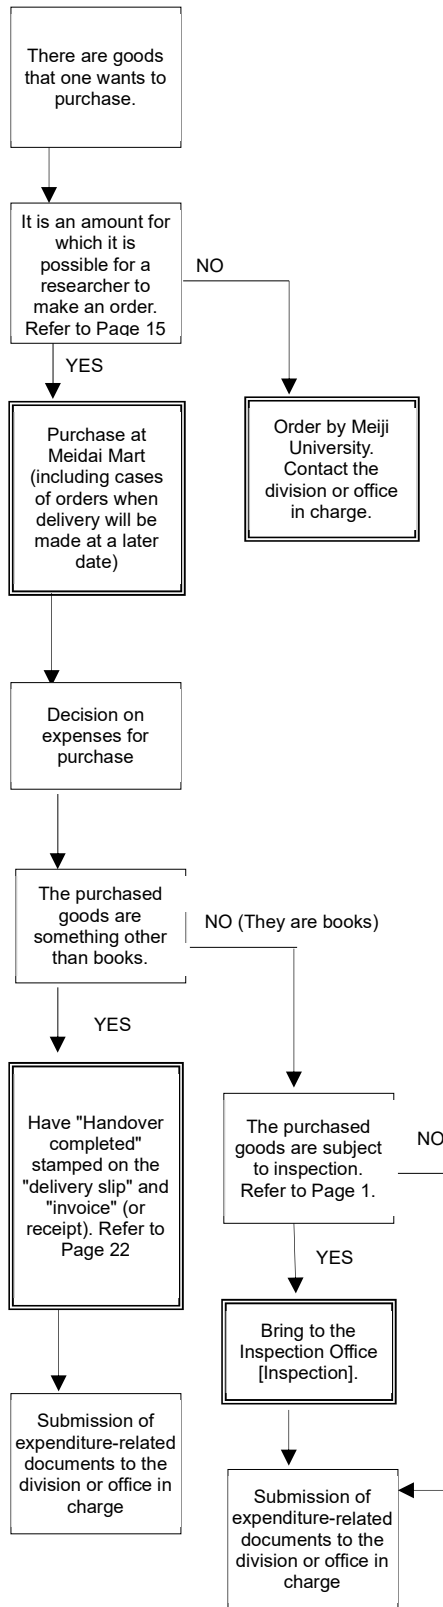 There are goods
that one wants to
purchase.
It is an amount for
which it is
possible for a
researcher to
make an order.
Refer to Page 15
NO
YES
Purchase at
Meidai Mart
(including cases
of orders when
delivery will be
made at a later
date)
Order by Meiji
University.
Contact the
division or office
in charge.
Decision on
expenses for
purchase
The purchased
goods are
something other
than books.
NO (They are books)
YES
Have "Handover
completed"
stamped on the
"delivery slip" and
"invoice" (or
receipt). Refer to
Page 22
The purchased
goods are subject
to inspection.
Refer to Page 1.
NO
YES
Bring to the
Inspection Office
[Inspection].
Submission of
expenditure-related
documents to the
division or office in
charge
Submission of
expenditure-related
documents to the
division or office in
charge